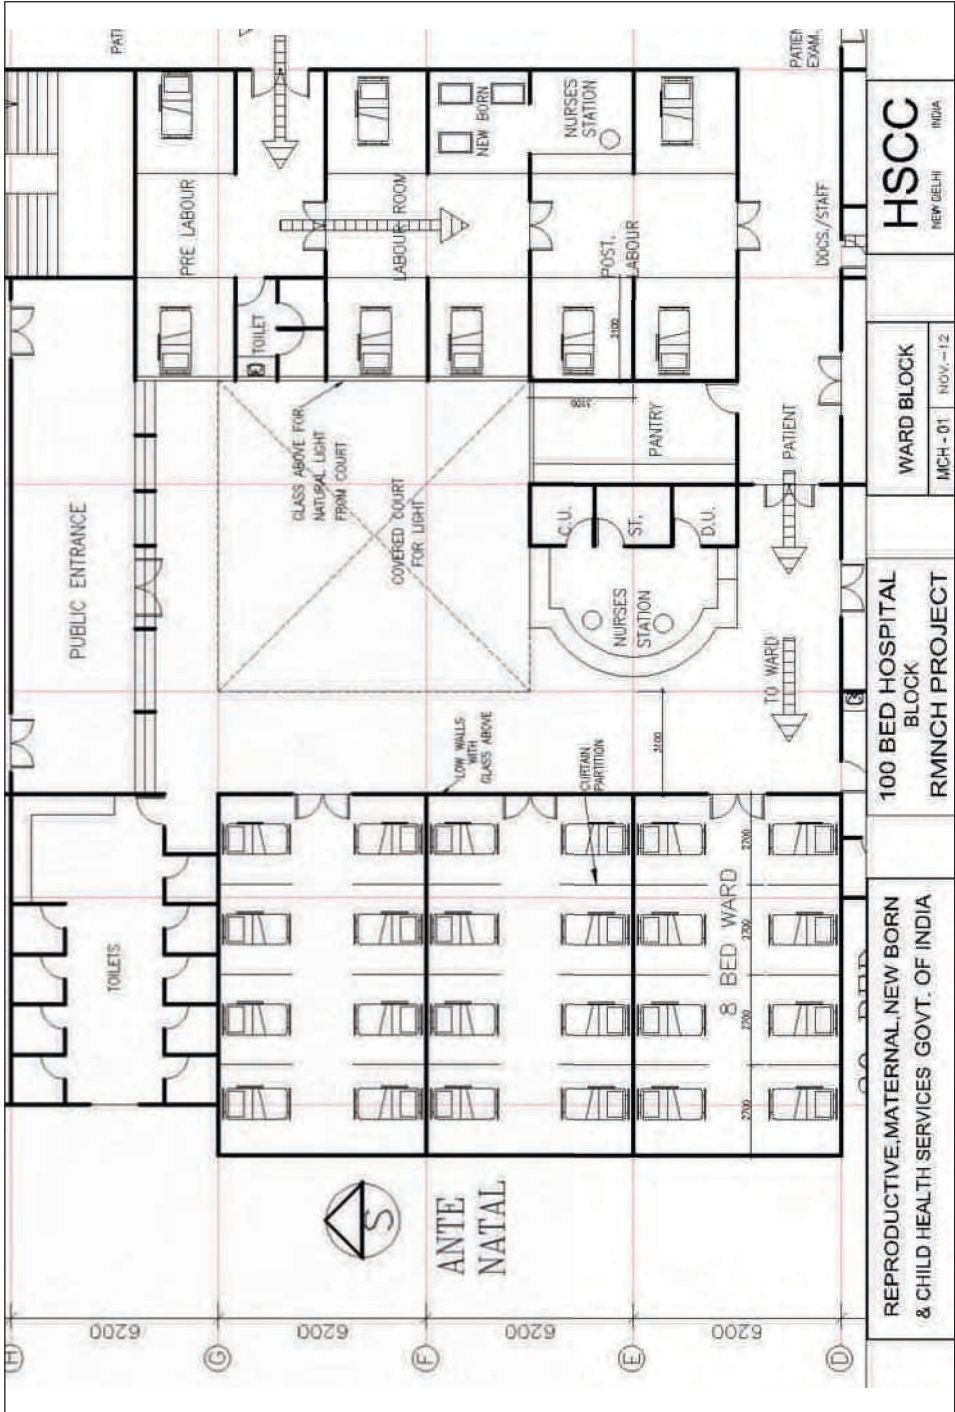 PATI
PATIEN
EXAM.
PRE LABOUR
LABOUR ROOM
NEW BORN
NURSES
STATION
POST.
LABOUR
DOCS./STAFF
TOILET
2100
2100
PANTRY
PATIENT
GLASS ABOVE FOR
NATURAL LIGHT
FROM COURT
COVERED COURT
FOR LIGHT
PUBLIC ENTRANCE
C.U.
ST.
D.U.
NURSES
STATION
TO WARD
LOW WALLS
WITH
GLASS ABOVE
CURTAIN
PARTITION
2400
TOILETS
8 BED WARD
2700
2700
2700
2700
S
ANTE
NATAL
6200
6200
6200
6200
H
G
F
E
D
REPRODUCTIVE,MATERNAL,NEW BORN
& CHILD HEALTH SERVICES GOVT. OF INDIA
100 BED HOSPITAL
BLOCK
RMNCH PROJECT
WARD BLOCK
MCH - 01
NOV.-12
HSCC
NEW DELHI
INDIA